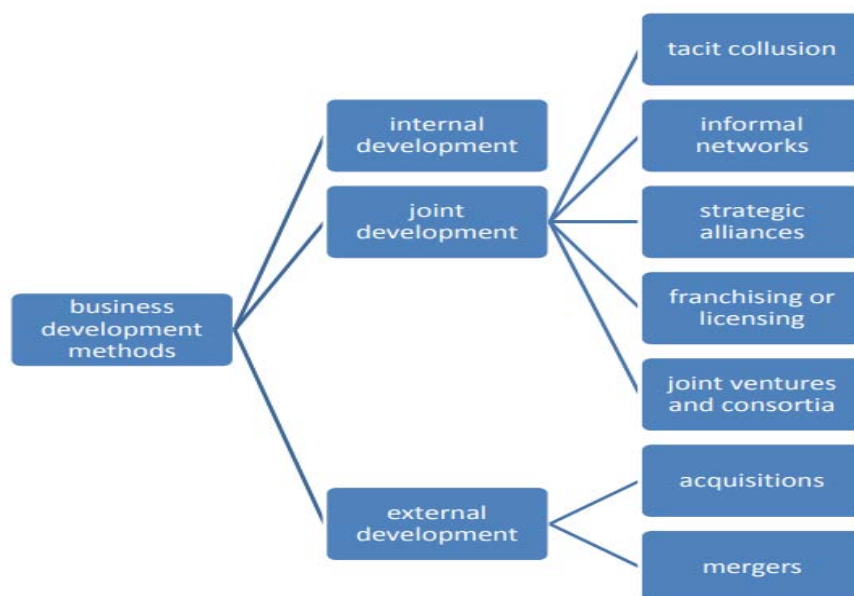 tacit collusion
internal
development
informal
networks
joint
development
strategic
alliances
business
development
methods
franchising or
licensing
joint ventures
and consortia
external
development
acquisitions
mergers